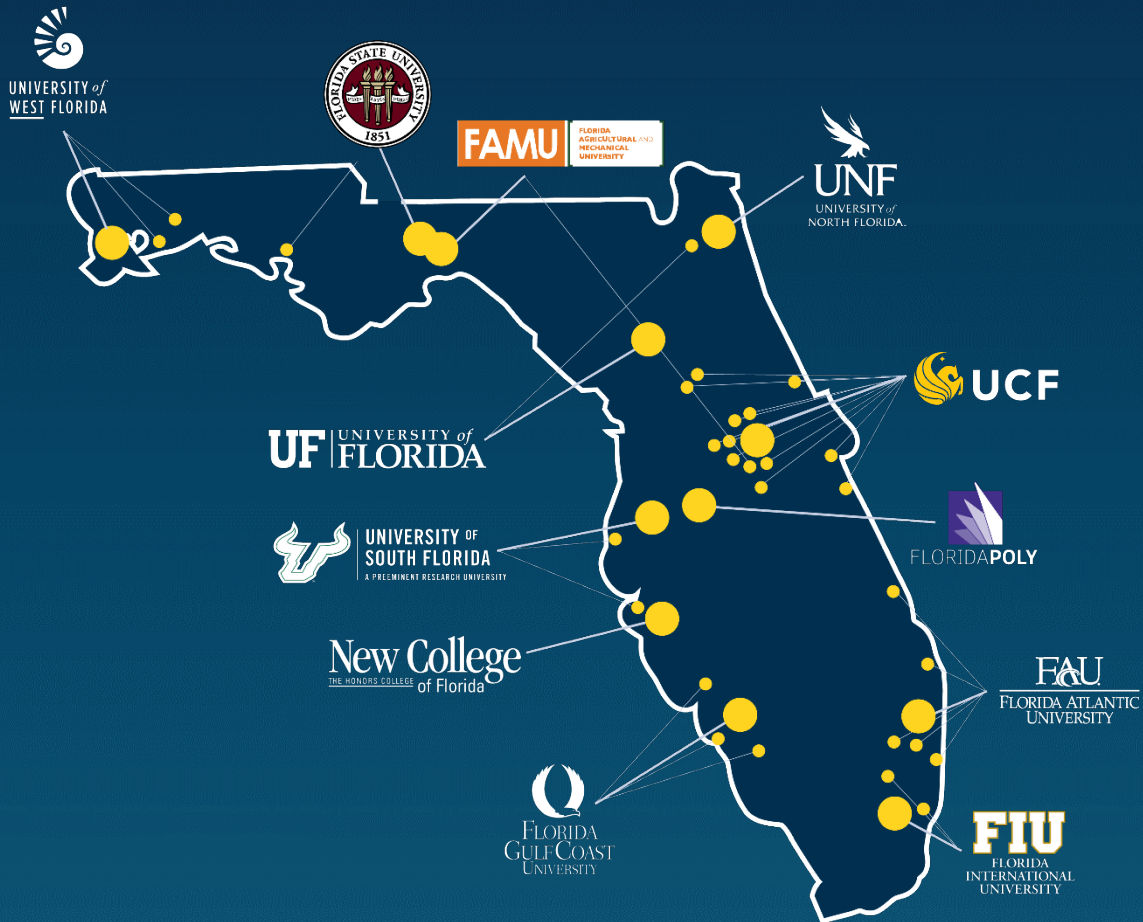 UNIVERSITY of
WEST FLORIDA
FLORIDA STATE UNIVERSITY
1851
FAMU
FLORIDA
AGRICULTURAL AND
MECHANICAL
UNIVERSITY
UNF
UNIVERSITY of
NORTH FLORIDA.
UCF
UF
UNIVERSITY of
FLORIDA
UNIVERSITY OF
SOUTH FLORIDA
A PREEMINENT RESEARCH UNIVERSITY
FLORIDAPOLY
New College
THE HONORS COLLEGE
of Florida
FAU
FLORIDA ATLANTIC
UNIVERSITY
FLORIDA
GULF COAST
UNIVERSITY
FIU
FLORIDA
INTERNATIONAL
UNIVERSITY